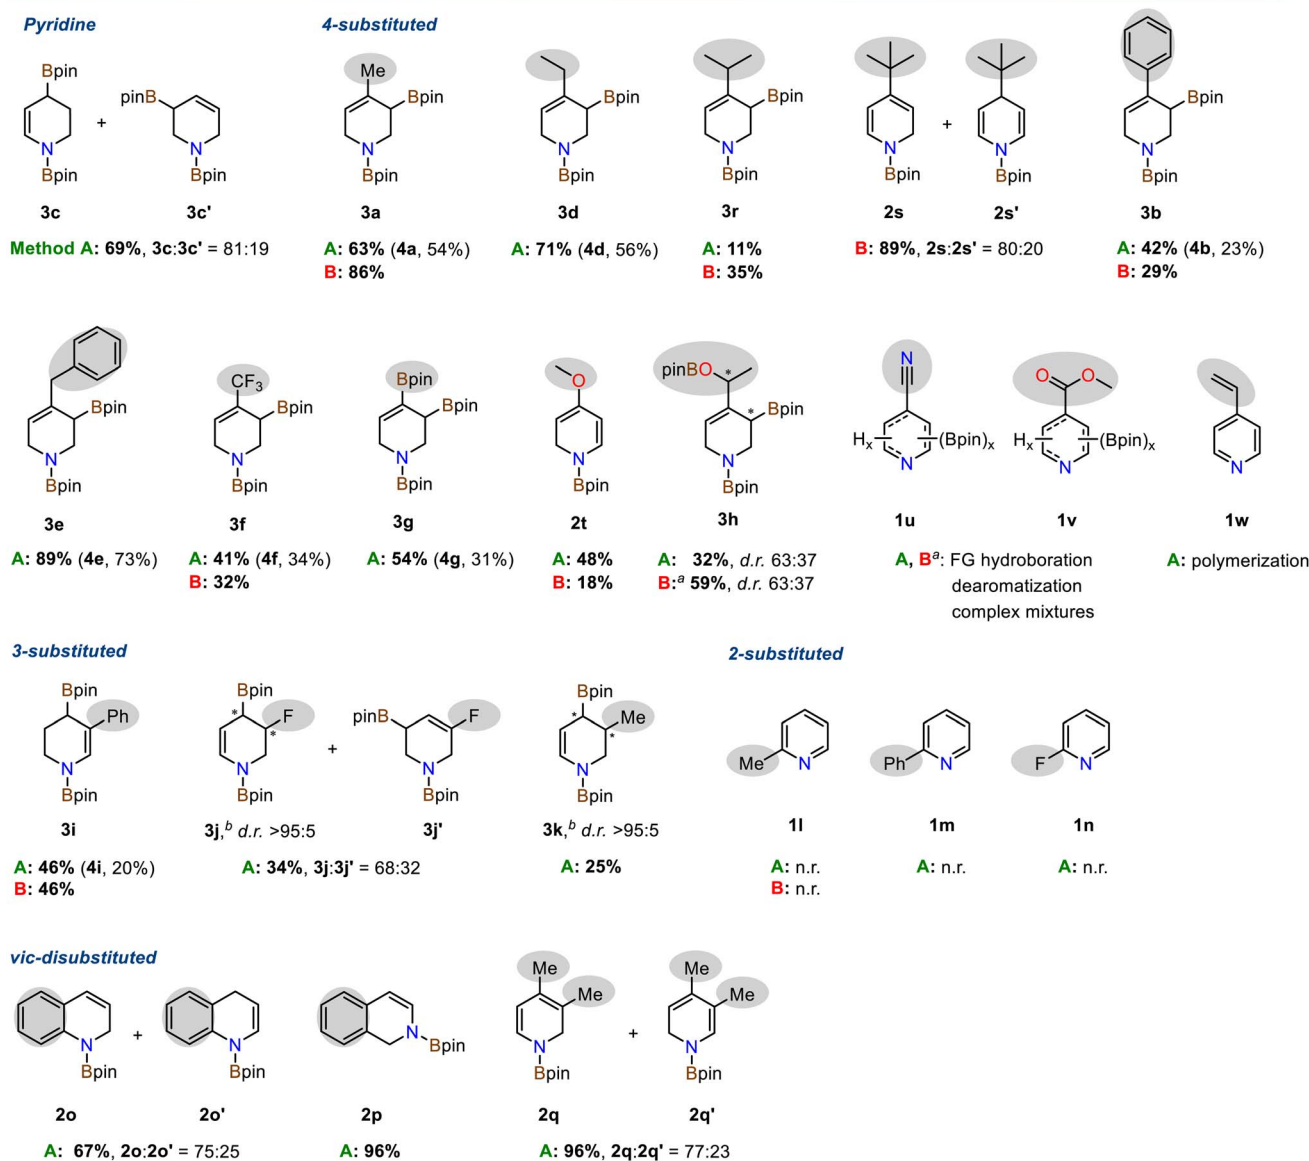 Pyridine
4-substituted
Bpin
pinB
N
Bpin
+
N
Bpin
Me
Bpin
N
Bpin
Bpin
N
Bpin
Bpin
N
Bpin
N
Bpin
+
N
Bpin
Bpin
N
Bpin
3c 3c' 3a 3d 3r 2s 2s' 3b
Method A: 69%, 3c:3c' = 81:19
A: 63% (4a, 54%)
B: 86%
A: 71% (4d, 56%)
A: 11%
B: 35%
B: 89%, 2s:2s' = 80:20
A: 42% (4b, 23%)
B: 29%
Bpin
N
Bpin
CF3
Bpin
N
Bpin
Bpin
Bpin
N
Bpin
O
N
Bpin
pinBO
*
*
Bpin
N
Bpin
N
Hx
(Bpin)x
N
O
O
Hx
(Bpin)x
N
N
3e 3f 3g 2t 3h 1u 1v 1w
A: 89% (4e, 73%)
A: 41% (4f, 34%)
B: 32%
A: 54% (4g, 31%)
A: 48%
B: 18%
A: 32%, d.r. 63:37
B:a 59%, d.r. 63:37
A, Ba: FG hydroboration
dearomatization
complex mixtures
A: polymerization
3-substituted
2-substituted
Bpin
Ph
N
Bpin
Bpin
*
F
*
N
Bpin
+
pinB
F
N
Bpin
Bpin
*
Me
*
N
Bpin
Me
N
Ph
N
F
N
3i 3j,b d.r. >95:5 3j' 3k,b d.r. >95:5 1l 1m 1n
A: 46% (4i, 20%)
B: 46%
A: 34%, 3j:3j' = 68:32
A: 25%
A: n.r.
B: n.r.
A: n.r.
A: n.r.
vic-disubstituted
N
Bpin
+
N
Bpin
N
Bpin
Me
Me
N
Bpin
+
Me
Me
N
Bpin
2o 2o' 2p 2q 2q'
A: 67%, 2o:2o' = 75:25
A: 96%
A: 96%, 2q:2q' = 77:23